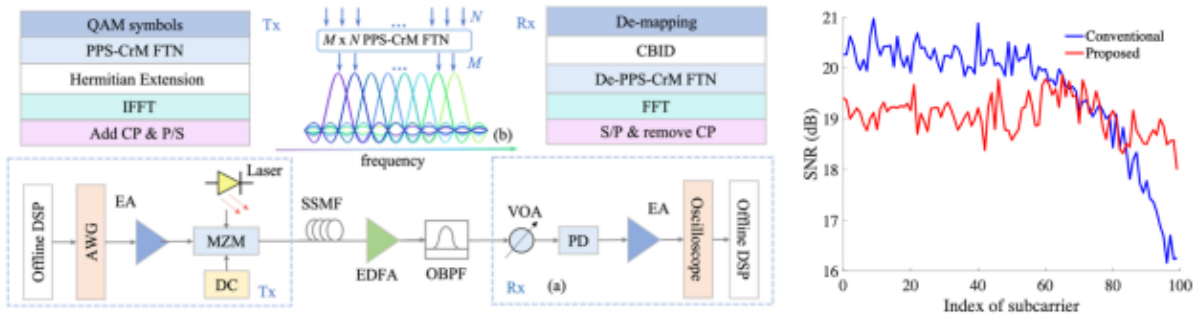 QAM symbols
PPS-CrM FTN
Hermitian Extension
IFFT
Add CP & P/S
Tx
... N
M x N PPS-CrM FTN
... M
(b)
frequency
Rx
De-mapping
CBID
De-PPS-CrM FTN
FFT
S/P & remove CP
Offline DSP
AWG
EA
Laser
MZM
DC
Tx
SSMF
EDFA
OBPF
VOA
PD
EA
Oscilloscope
Offline DSP
Rx
(a)
Conventional
Proposed
SNR (dB)
21
20
19
18
17
16
0 20 40 60 80 100
Index of subcarrier